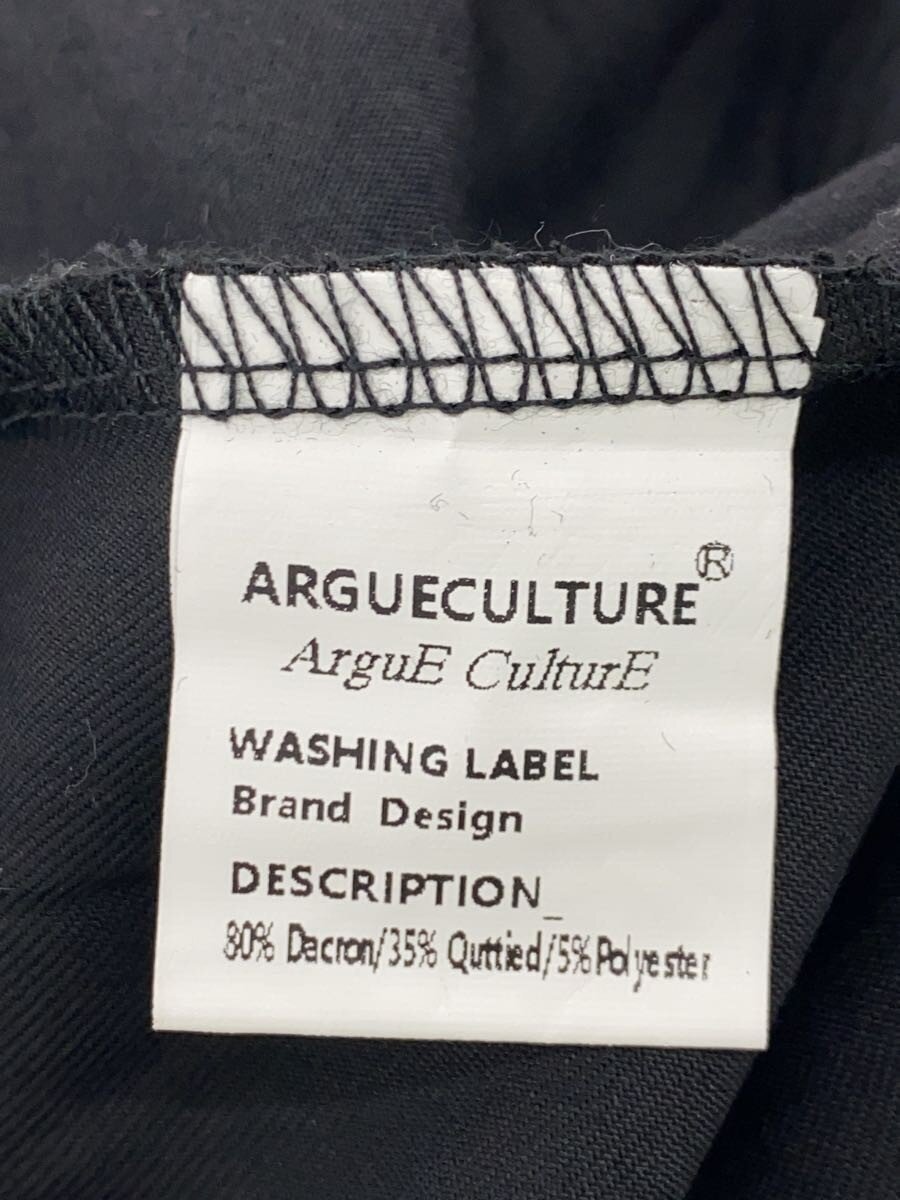 ARGUECULTURE®
ArguE CulturE
WASHING LABEL
Brand Design
DESCRIPTION_
80% Dacron/35% Quttied/5%Polyester